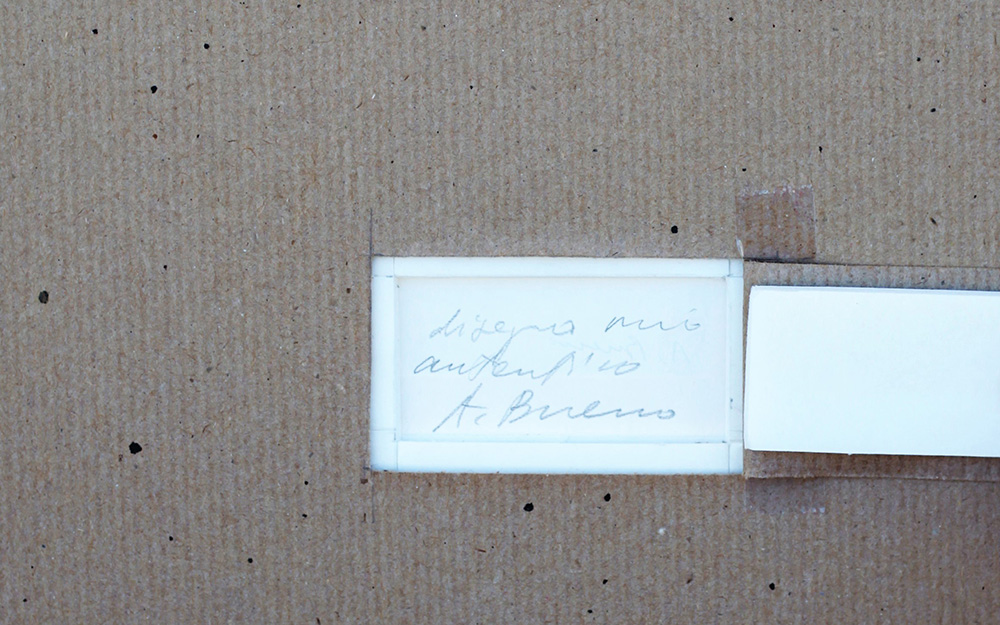 disegno mio
autentico
A. Bueno